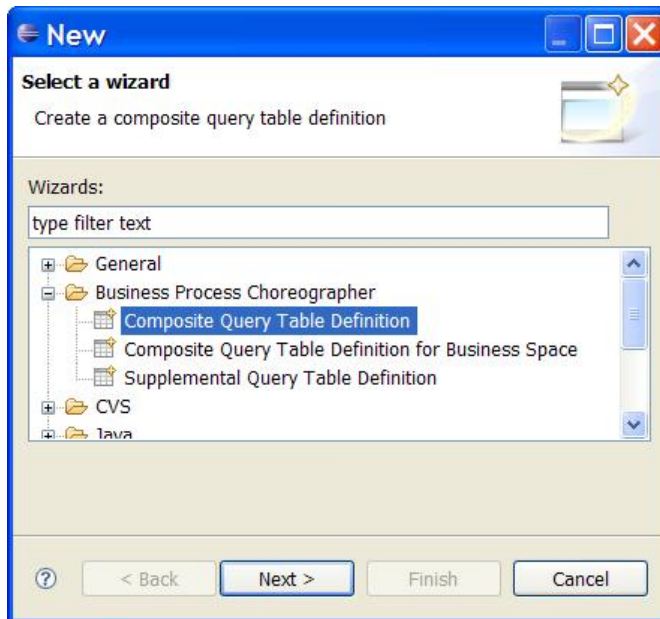 New
Select a wizard
Create a composite query table definition
Wizards:
type filter text
General
Business Process Choreographer
Composite Query Table Definition
Composite Query Table Definition for Business Space
Supplemental Query Table Definition
CVS
Java
< Back Next > Finish Cancel